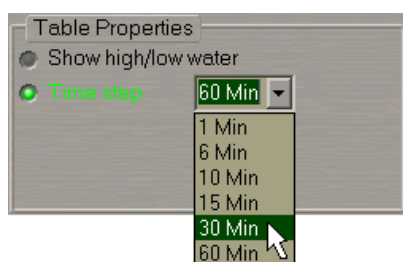 Table Properties
Show high/low water
Time step 60 Min
1 Min
6 Min
10 Min
15 Min
30 Min
60 Min